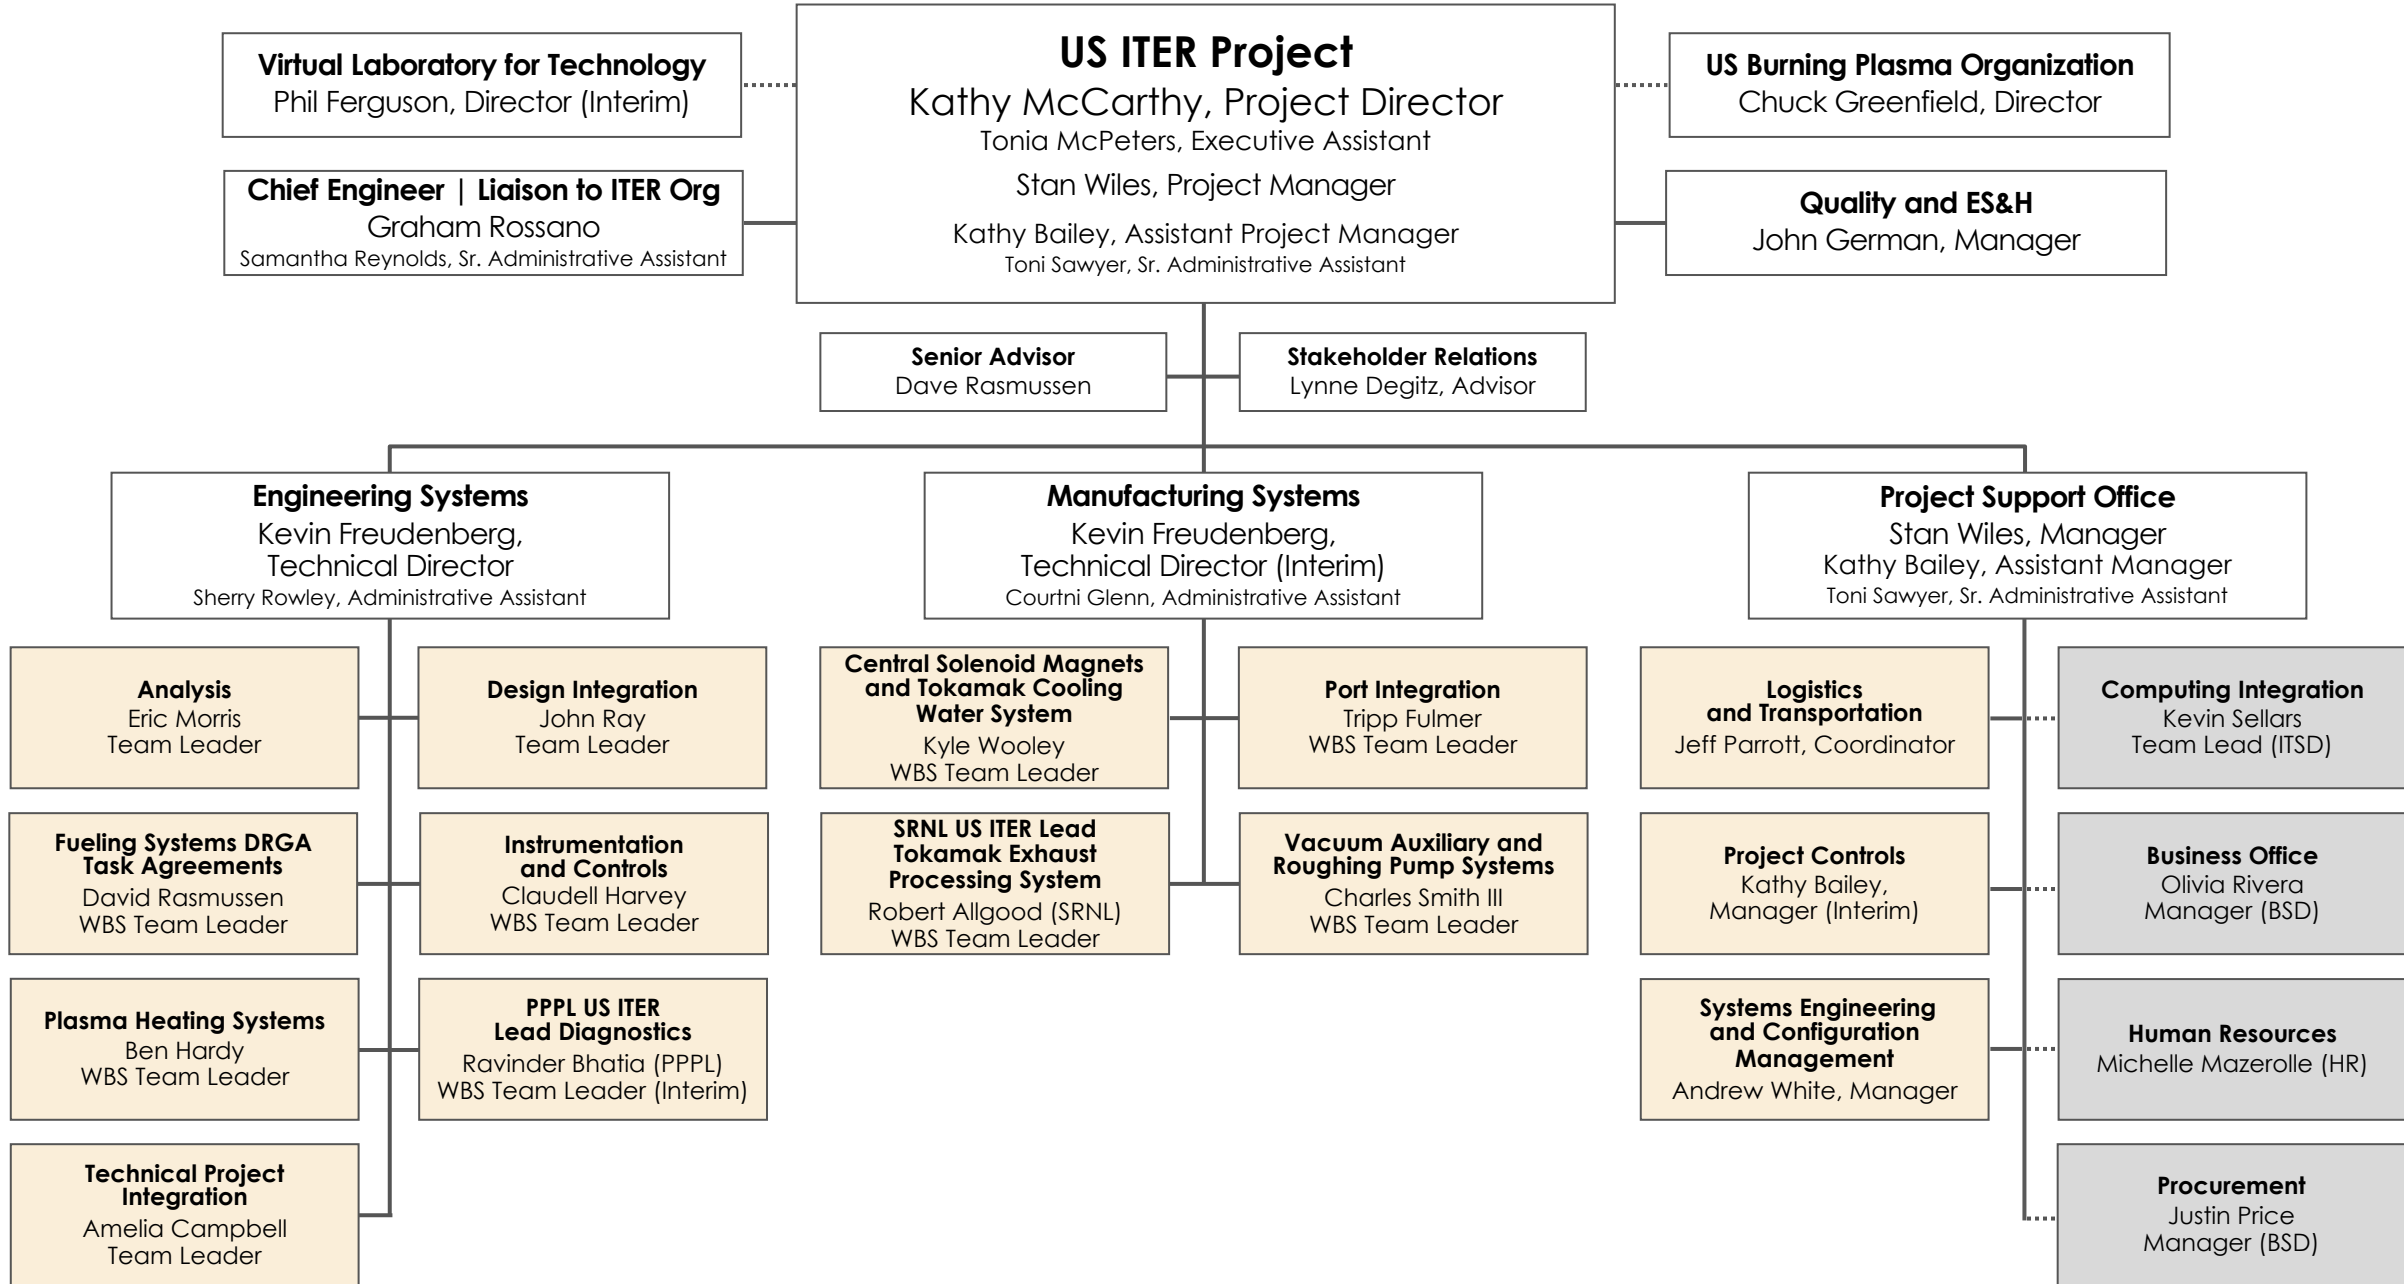 US ITER Project
Kathy McCarthy, Project Director
Tonia McPeters, Executive Assistant
Stan Wiles, Project Manager
Kathy Bailey, Assistant Project Manager
Toni Sawyer, Sr. Administrative Assistant
Virtual Laboratory for Technology
Phil Ferguson, Director (Interim)
US Burning Plasma Organization
Chuck Greenfield, Director
Chief Engineer | Liaison to ITER Org
Graham Rossano
Samantha Reynolds, Sr. Administrative Assistant
Quality and ES&H
John German, Manager
Senior Advisor
Dave Rasmussen
Stakeholder Relations
Lynne Degitz, Advisor
Engineering Systems
Kevin Freudenberg,
Technical Director
Sherry Rowley, Administrative Assistant
Manufacturing Systems
Kevin Freudenberg,
Technical Director (Interim)
Courtni Glenn, Administrative Assistant
Project Support Office
Stan Wiles, Manager
Kathy Bailey, Assistant Manager
Toni Sawyer, Sr. Administrative Assistant
Analysis
Eric Morris
Team Leader
Design Integration
John Ray
Team Leader
Fueling Systems DRGA
Task Agreements
David Rasmussen
WBS Team Leader
Instrumentation
and Controls
Claudell Harvey
WBS Team Leader
Plasma Heating Systems
Ben Hardy
WBS Team Leader
PPPL US ITER
Lead Diagnostics
Ravinder Bhatia (PPPL)
WBS Team Leader (Interim)
Technical Project
Integration
Amelia Campbell
Team Leader
Central Solenoid Magnets
and Tokamak Cooling
Water System
Kyle Wooley
WBS Team Leader
Port Integration
Tripp Fulmer
WBS Team Leader
SRNL US ITER Lead
Tokamak Exhaust
Processing System
Robert Allgood (SRNL)
WBS Team Leader
Vacuum Auxiliary and
Roughing Pump Systems
Charles Smith III
WBS Team Leader
Logistics
and Transportation
Jeff Parrott, Coordinator
Computing Integration
Kevin Sellars
Team Lead (ITSD)
Project Controls
Kathy Bailey,
Manager (Interim)
Business Office
Olivia Rivera
Manager (BSD)
Systems Engineering
and Configuration
Management
Andrew White, Manager
Human Resources
Michelle Mazerolle (HR)
Procurement
Justin Price
Manager (BSD)